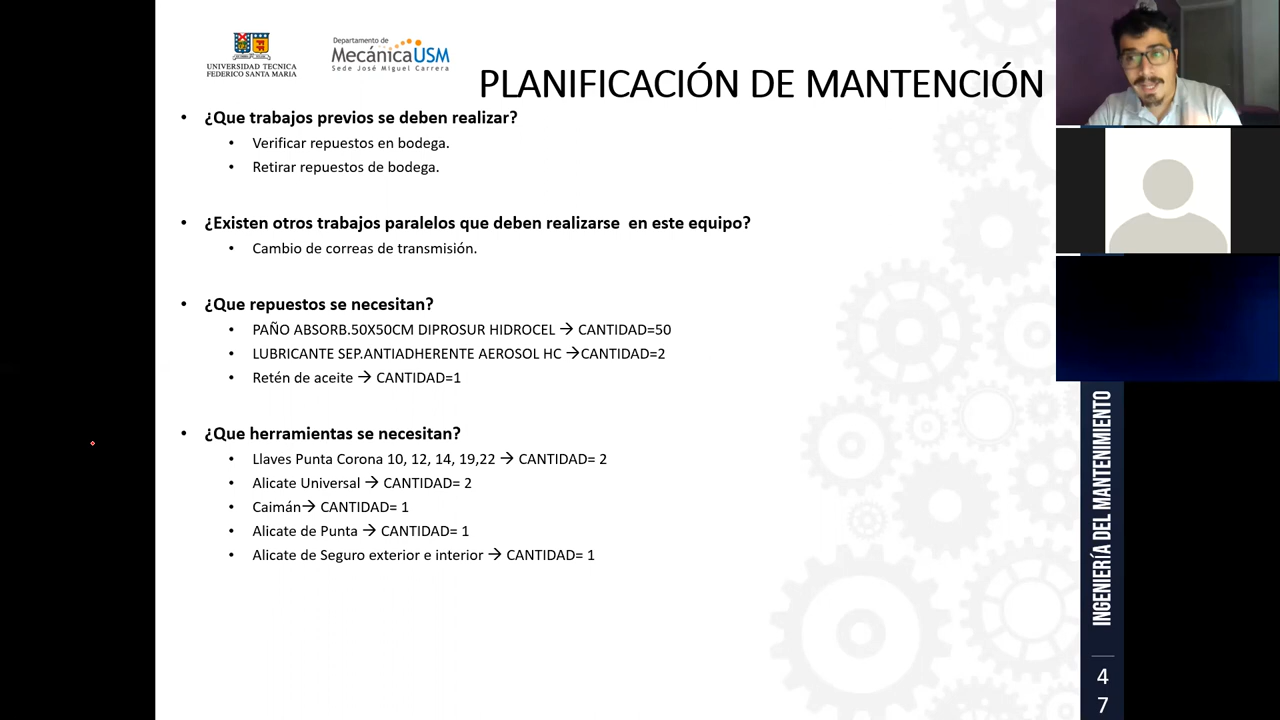 UNIVERSIDAD TECNICA
FEDERICO SANTA MARIA
Departamento de
MecánicaUSM
Sede José Miguel Carrera
PLANIFICACIÓN DE MANTENCIÓN
• ¿Que trabajos previos se deben realizar?
• Verificar repuestos en bodega.
• Retirar repuestos de bodega.
• ¿Existen otros trabajos paralelos que deben realizarse en este equipo?
• Cambio de correas de transmisión.
• ¿Que repuestos se necesitan?
• PAÑO ABSORB.50X50CM DIPROSUR HIDROCEL → CANTIDAD=50
• LUBRICANTE SEP.ANTIADHERENTE AEROSOL HC →CANTIDAD=2
• Retén de aceite → CANTIDAD=1
• ¿Que herramientas se necesitan?
• Llaves Punta Corona 10, 12, 14, 19,22 → CANTIDAD= 2
• Alicate Universal → CANTIDAD= 2
• Caimán→ CANTIDAD= 1
• Alicate de Punta → CANTIDAD= 1
• Alicate de Seguro exterior e interior → CANTIDAD= 1
INGENIERÍA DEL MANTENIMIENTO
4
7